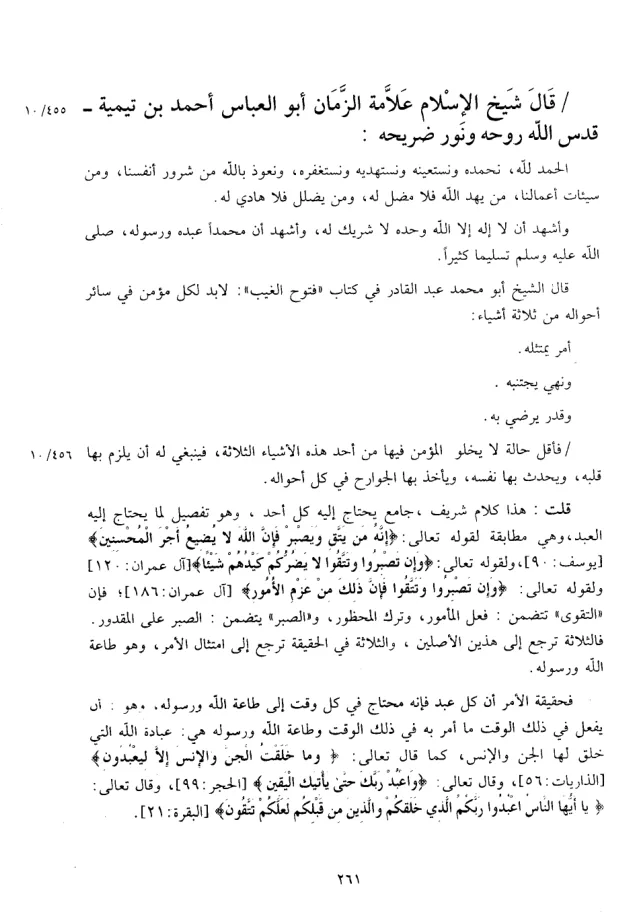 ١٠/٤٥٥ / قَالَ شَيخ الإسْلام عَلاَّمة الزَّمَان أبو العباس أحمد بن تيمية ـ
قدس الله روحه ونَور ضريحه :
الحمد لله، نحمده ونستعينه ونستهديه ونستغفره، ونعوذ بالله من شرور أنفسنا، ومن
سيئات أعمالنا، من يهد الله فلا مضل له، ومن يضلل فلا هادي له.
وأشهد أن لا إله إلا الله وحده لا شريك له، وأشهد أن محمداً عبده ورسوله، صلى
الله عليه وسلم تسليما كثيراً.
قال الشيخ أبو محمد عبد القادر في كتاب «فتوح الغيب»: لابد لكل مؤمن في سائر
أحواله من ثلاثة أشياء:
أمر يمتثله.
ونهي يجتنبه .
وقدر يرضي به.
١٠/٤٥٦ / فأقل حالة لا يخلو المؤمن فيها من أحد هذه الأشياء الثلاثة، فينبغي له أن يلزم بها
قلبه، ويحدث بها نفسه، ويأخذ بها الجوارح في كل أحواله.
قلت : هذا كلام شريف ،جامع يحتاج إليه كل أحد ، وهو تفصيل لما يحتاج إليه
العبد،وهي مطابقة لقوله تعالى:﴿إِنَّهُ مَن يَتَّقِ وَيَصْبِرْ فَإِنَّ اللَّهَ لا يُضِيعُ أَجْرَ الْمُحْسِنِينَ﴾
[يوسف:٩٠]،ولقوله تعالى:﴿وَإِن تَصْبِرُوا وَتَتَّقُوا لا يَضُرُّكُمْ كَيْدُهُمْ شَيْئًا﴾[آل عمران:١٢٠]
ولقوله تعالى: ﴿وَإِن تَصْبِرُوا وَتَتَّقُوا فَإِنَّ ذَلِكَ مِنْ عَزْمِ الأُمُورِ﴾ [آل عمران:١٨٦]؛ فإن
«التقوى» تتضمن : فعل المأمور، وترك المحظور، و«الصبر» يتضمن : الصبر على المقدور.
فالثلاثة ترجع إلى هذين الأصلين ، والثلاثة في الحقيقة ترجع إلى امتثال الأمر، وهو طاعة
الله ورسوله.
فحقيقة الأمر أن كل عبد فإنه محتاج في كل وقت إلى طاعة الله ورسوله، وهو : أن
يفعل في ذلك الوقت ما أمر به في ذلك الوقت وطاعة الله ورسوله هي: عبادة الله التي
خلق لها الجن والإنس، كما قال تعالى: ﴿ وَمَا خَلَقْتُ الْجِنَّ وَالإِنسَ إِلاَّ لِيَعْبُدُونِ﴾
[الذاريات:٥٦]، وقال تعالى: ﴿وَاعْبُدْ رَبَّكَ حَتَّىٰ يَأْتِيَكَ الْيَقِينُ ﴾ [الحجر:٩٩]، وقال تعالى:
﴿ يَا أَيُّهَا النَّاسُ اعْبُدُوا رَبَّكُمُ الَّذِي خَلَقَكُمْ وَالَّذِينَ مِن قَبْلِكُمْ لَعَلَّكُمْ تَتَّقُونَ﴾ [البقرة:٢١].
٢٦١